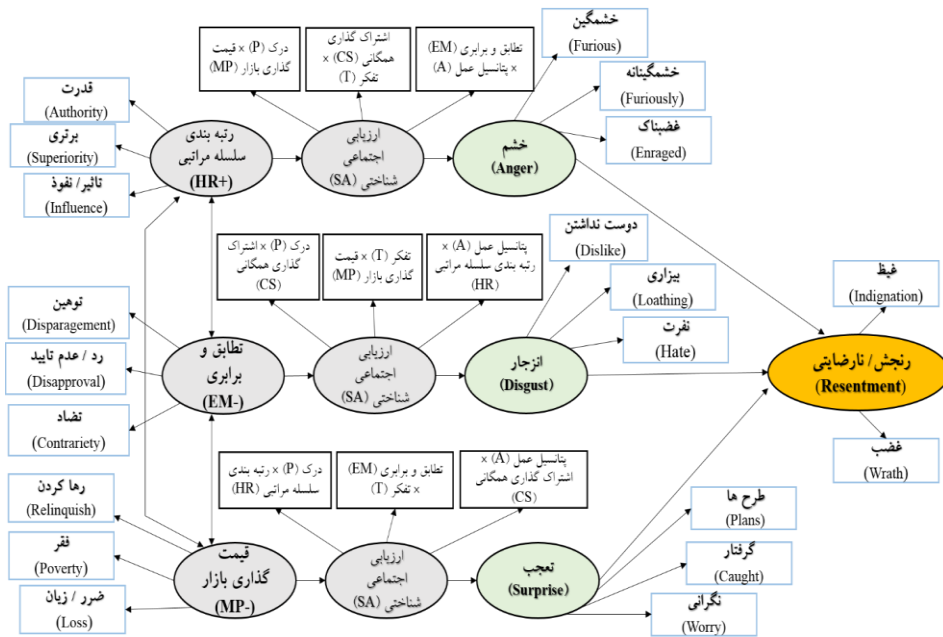 درک (P) × قیمت
گذاری بازار (MP)
اشتراک گذاری
همگانی (CS) ×
تفکر (T)
تطابق و برابری (EM)
× پتانسیل عمل (A)
خشمگین
(Furious)
خشمگینانه
(Furiously)
غضبناک
(Enraged)
قدرت
(Authority)
برتری
(Superiority)
تاثیر/ نفوذ
(Influence)
رتبه بندی
سلسله مراتبی
(HR+)
ارزیابی
اجتماعی
شناختی (SA)
خشم
(Anger)
درک (P) × اشتراک
گذاری همگانی
(CS)
تفکر (T) × قیمت
گذاری بازار (MP)
پتانسیل عمل (A) ×
رتبه بندی سلسله مراتبی
(HR)
دوست نداشتن
(Dislike)
بیزاری
(Loathing)
نفرت
(Hate)
توهین
(Disparagement)
رد / عدم تایید
(Disapproval)
تضاد
(Contrariety)
تطابق و
برابری
(EM-)
ارزیابی
اجتماعی
شناختی (SA)
انزجار
(Disgust)
غیظ
(Indignation)
رنجش/ نارضایتی
(Resentment)
غضب
(Wrath)
درک (P) × رتبه بندی
سلسله مراتبی (HR)
تطابق و برابری (EM)
× تفکر (T)
پتانسیل عمل (A) ×
اشتراک گذاری همگانی
(CS)
رها کردن
(Relinquish)
فقر
(Poverty)
ضرر / زیان
(Loss)
قیمت
گذاری بازار
(MP-)
ارزیابی
اجتماعی
شناختی (SA)
تعجب
(Surprise)
طرح ها
(Plans)
گرفتار
(Caught)
نگرانی
(Worry)